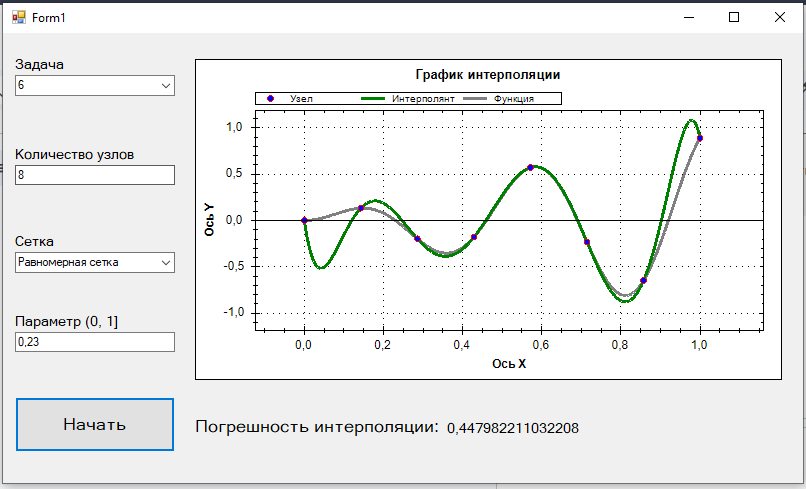 Form1
Задача
6
Количество узлов
8
Сетка
Равномерная сетка
Параметр (0, 1]
0,23
Начать
График интерполяции
Узел Интерполянт Функция
Ось Y
1,0
0,5
0,0
-0,5
-1,0
0,0 0,2 0,4 0,6 0,8 1,0
Ось X
Погрешность интерполяции: 0,447982211032208